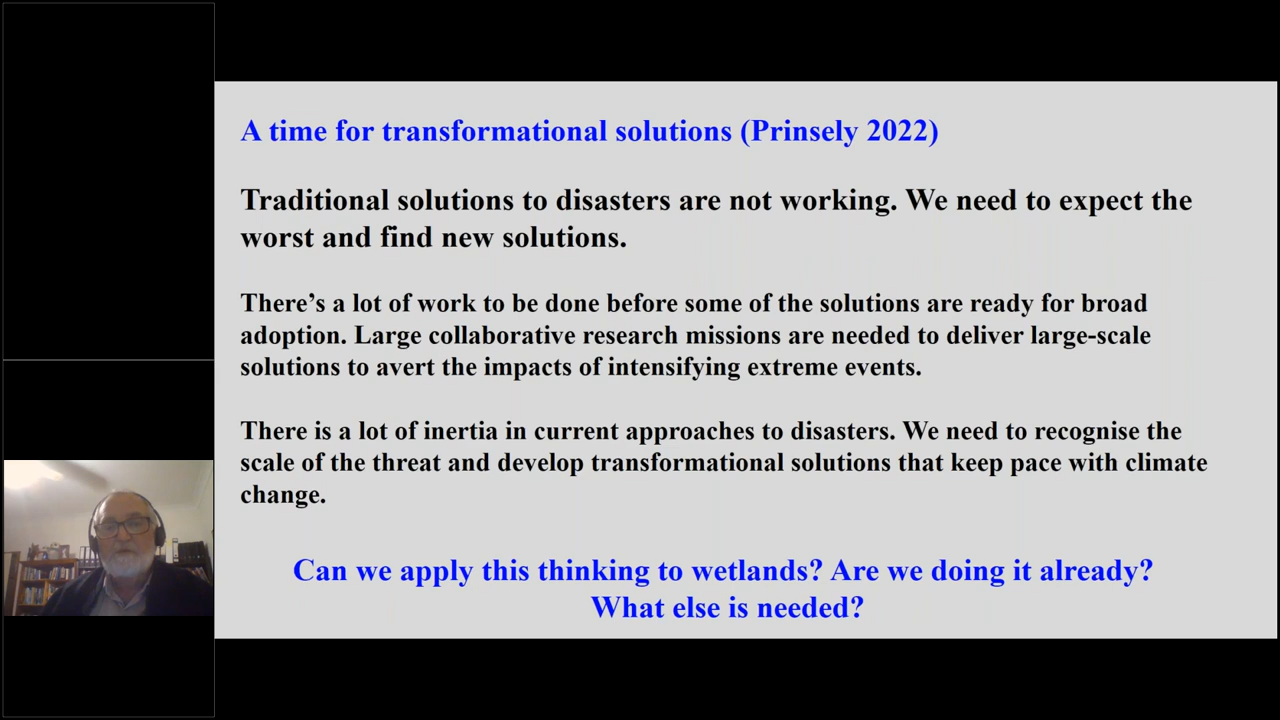 A time for transformational solutions (Prinsely 2022)
Traditional solutions to disasters are not working. We need to expect the
worst and find new solutions.
There’s a lot of work to be done before some of the solutions are ready for broad
adoption. Large collaborative research missions are needed to deliver large-scale
solutions to avert the impacts of intensifying extreme events.
There is a lot of inertia in current approaches to disasters. We need to recognise the
scale of the threat and develop transformational solutions that keep pace with climate
change.
Can we apply this thinking to wetlands? Are we doing it already?
What else is needed?